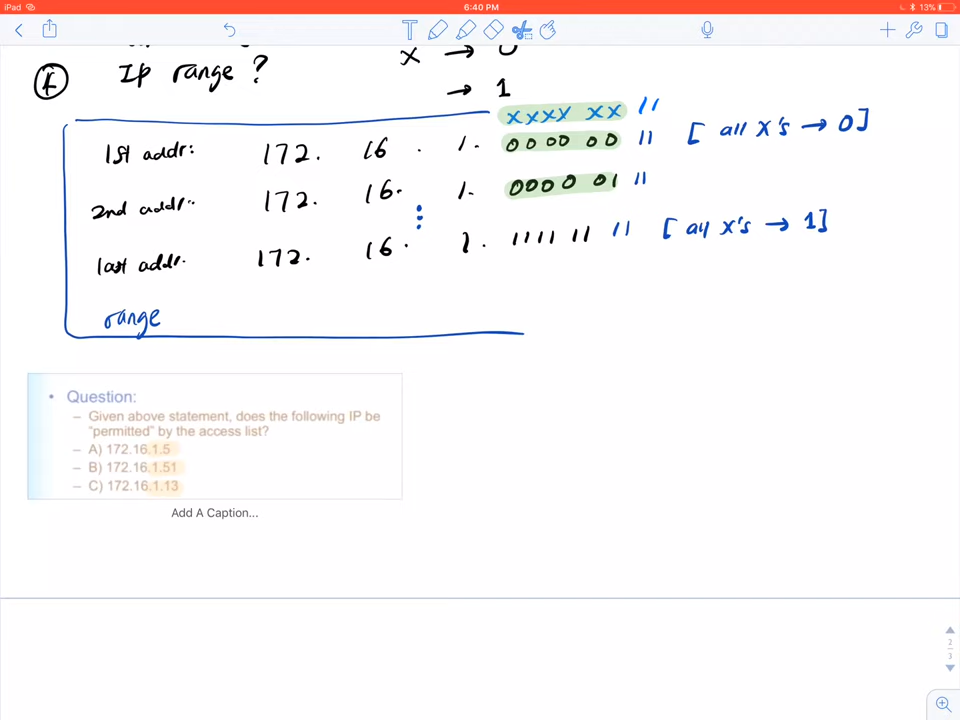 iPad 6:40 PM 13%
x → 0
f IP range ?
→ 1
xxxx xx 11
1st addr: 172. 16 . 1. 0000 00 11 [ all x's → 0]
2nd addr: 172. 16. 1. 0000 01 11
last addr. 172. 16 . 1. 1111 11 11 [ all x's → 1]
range
• Question:
– Given above statement, does the following IP be
"permitted" by the access list?
– A) 172.16.1.5
– B) 172.16.1.51
– C) 172.16.1.13
Add A Caption...
2
3